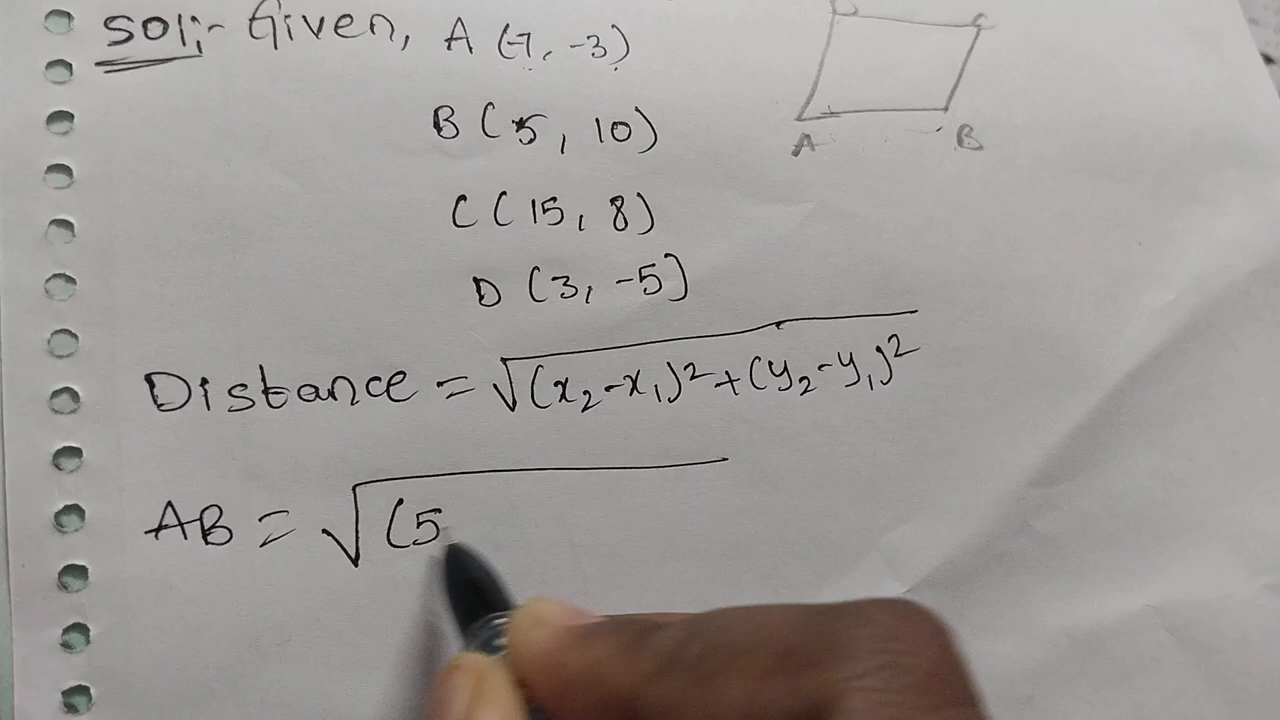 Sol:- Given, A (-7, -3)
B (5, 10)
C (15, 8)
D (3, -5)
A B
Distance = √(x₂-x₁)²+(y₂-y₁)²
AB = √(5